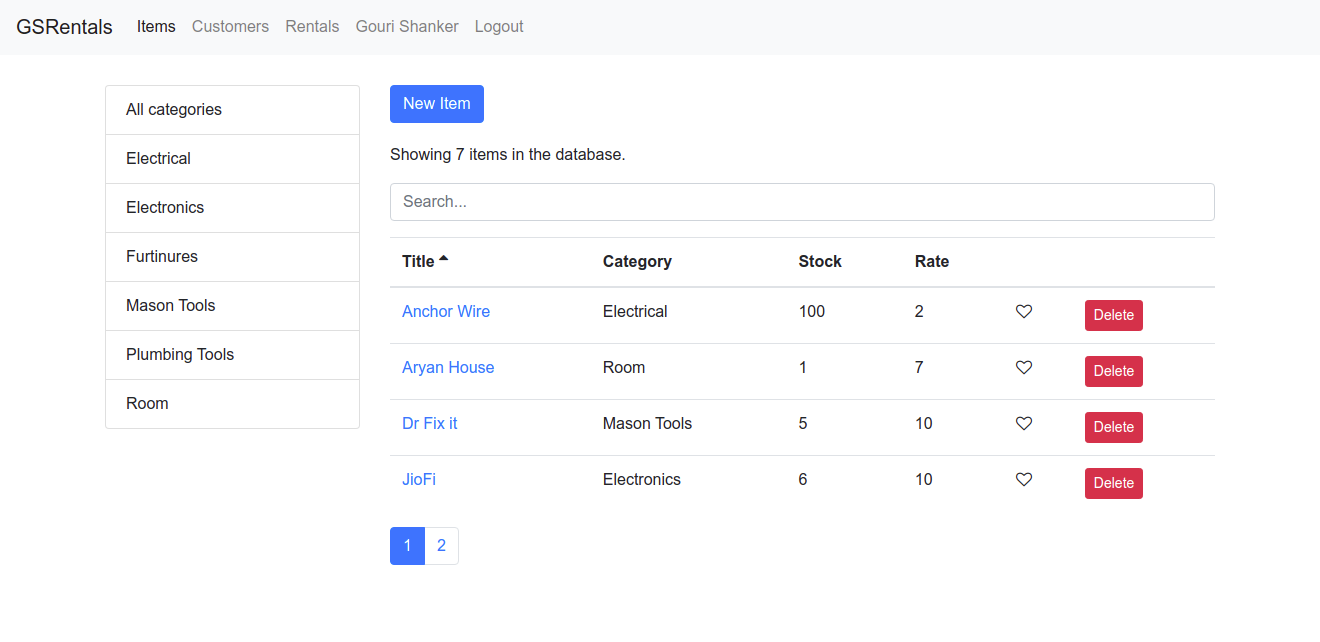 GSRentals Items Customers Rentals Gouri Shanker Logout
All categories
Electrical
Electronics
Furtinures
Mason Tools
Plumbing Tools
Room
New Item
Showing 7 items in the database.
Search...
Title Category Stock Rate
Anchor Wire Electrical 100 2 Delete
Aryan House Room 1 7 Delete
Dr Fix it Mason Tools 5 10 Delete
JioFi Electronics 6 10 Delete
1 2